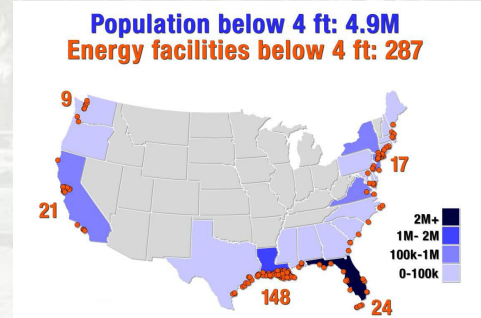 Population below 4 ft: 4.9M
Energy facilities below 4 ft: 287
9
17
21
2M+
1M- 2M
100k-1M
0-100k
148
24